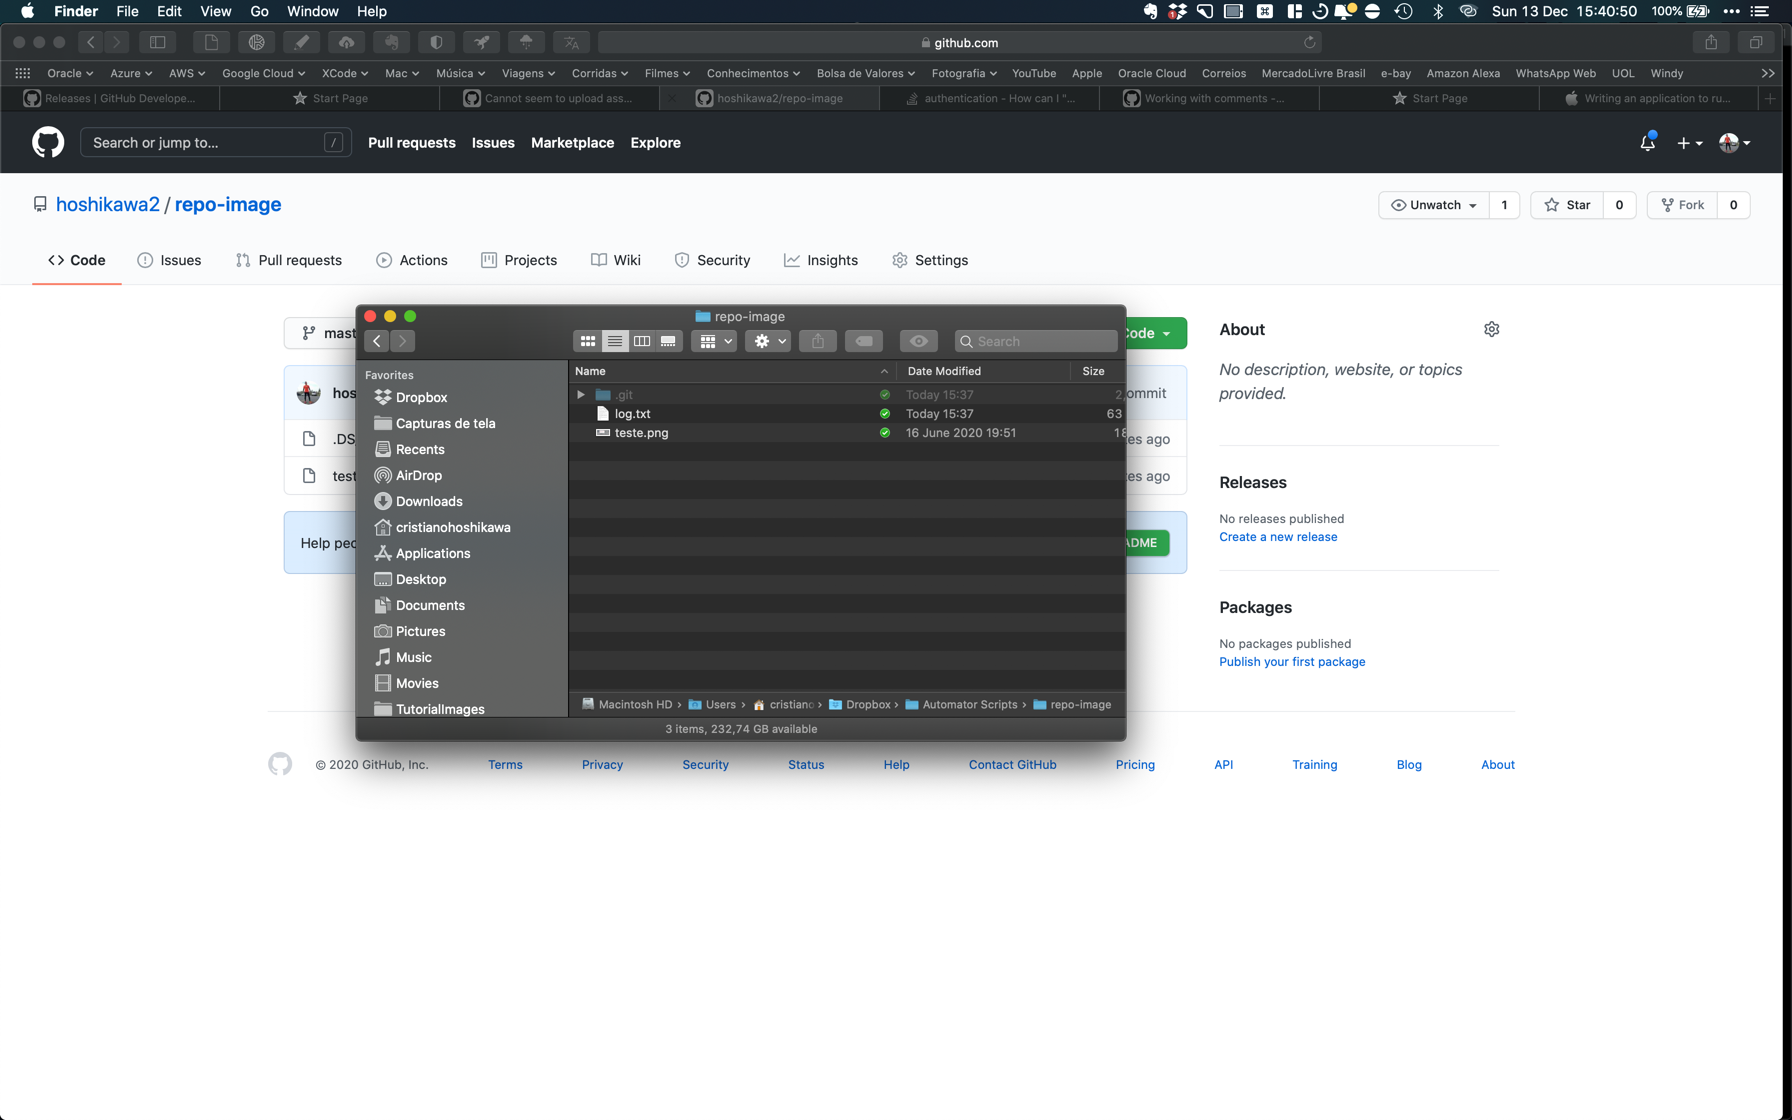 Finder File Edit View Go Window Help Sun 13 Dec 15:40:50 100%
github.com
Oracle Azure AWS Google Cloud XCode Mac Música Viagens Corridas Filmes Conhecimentos Bolsa de Valores Fotografia YouTube Apple Oracle Cloud Correios MercadoLivre Brasil e-bay Amazon Alexa WhatsApp Web UOL Windy
Releases | GitHub Develope... Start Page Cannot seem to upload ass... hoshikawa2/repo-image authentication - How can I "... Working with comments -... Start Page Writing an application to ru...
Search or jump to... / Pull requests Issues Marketplace Explore
hoshikawa2 / repo-image Unwatch 1 Star 0 Fork 0
Code Issues Pull requests Actions Projects Wiki Security Insights Settings
repo-image
mast Search Code About
Favorites Name Date Modified Size No description, website, or topics
provided.
hos .git Today 15:37 2, ommit
Dropbox
log.txt Today 15:37 63
Capturas de tela
teste.png 16 June 2020 19:51 18
.DS es ago
Recents
test AirDrop es ago
Releases
Downloads
No releases published
cristianohoshikawa
Create a new release
Help peo ADME
Applications
Desktop
Documents Packages
Pictures
No packages published
Music Publish your first package
Movies
Macintosh HD › Users › cristiano › Dropbox › Automator Scripts › repo-image
TutorialImages
3 items, 232,74 GB available
© 2020 GitHub, Inc. Terms Privacy Security Status Help Contact GitHub Pricing API Training Blog About